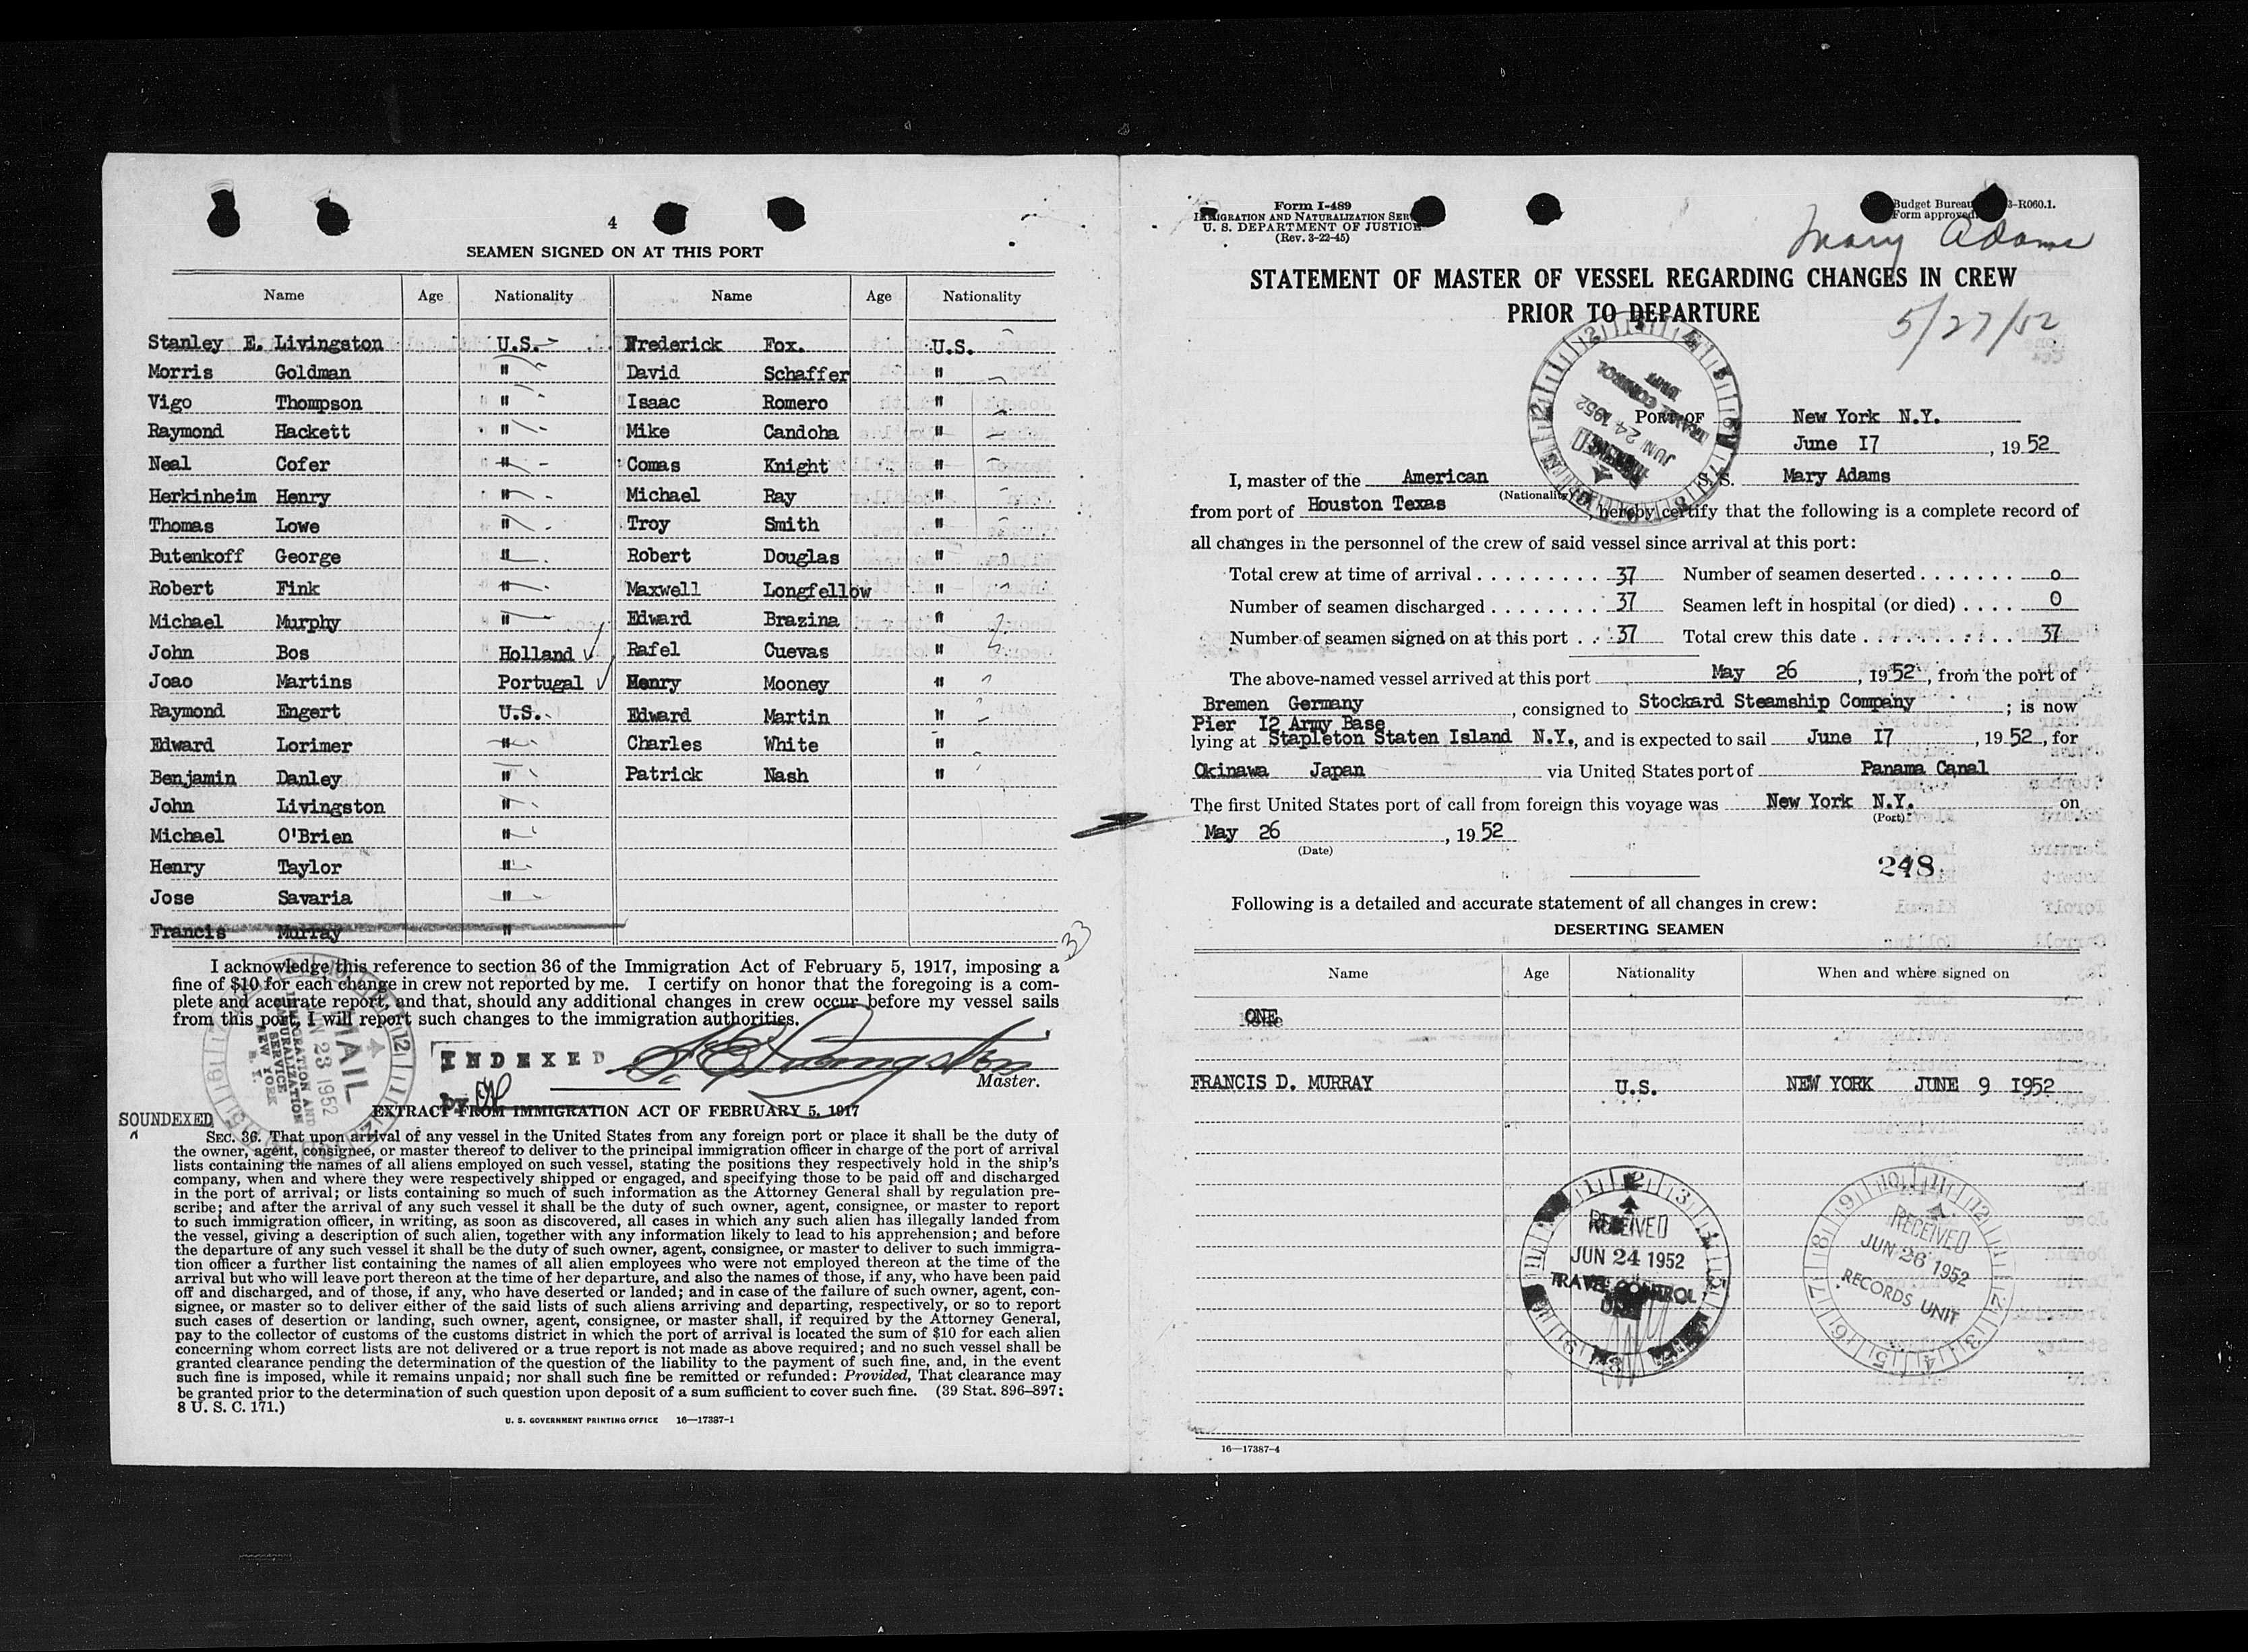 4
SEAMEN SIGNED ON AT THIS PORT
Name Age Nationality Name Age Nationality
Stanley E. Livingston U.S. Frederick Fox. U.S.
Morris Goldman " David Schaffer "
Vigo Thompson " Isaac Romero "
Raymond Hackett " Mike Candoha "
Neal Cofer " Comas Knight "
Herkinheim Henry " Michael Ray "
Thomas Lowe " Troy Smith "
Butenkoff George " Robert Douglas "
Robert Fink " Maxwell Longfellow "
Michael Murphy " Edward Brazina "
John Bos Holland ✓ Rafel Cuevas "
Joao Martins Portugal ✓ Henry Mooney "
Raymond Engert U.S. Edward Martin "
Edward Lorimer " Charles White "
Benjamin Danley " Patrick Nash "
John Livingston "
Michael O'Brien "
Henry Taylor "
Jose Savaria "
Francis Murray "
33
I acknowledge this reference to section 36 of the Immigration Act of February 5, 1917, imposing a
fine of $10 for each change in crew not reported by me. I certify on honor that the foregoing is a com-
plete and accurate report, and that, should any additional changes in crew occur before my vessel sails
from this port, I will report such changes to the immigration authorities.
MAIL
JUN 23 1952
IMMIGRATION AND
NATURALIZATION
SERVICE
NEW YORK
INDEXED
S. E. Livingston
Master.
by
SOUNDEXED
EXTRACT FROM IMMIGRATION ACT OF FEBRUARY 5, 1917
SEC. 36. That upon arrival of any vessel in the United States from any foreign port or place it shall be the duty of
the owner, agent, consignee, or master thereof to deliver to the principal immigration officer in charge of the port of arrival
lists containing the names of all aliens employed on such vessel, stating the positions they respectively hold in the ship's
company, when and where they were respectively shipped or engaged, and specifying those to be paid off and discharged
in the port of arrival; or lists containing so much of such information as the Attorney General shall by regulation pre-
scribe; and after the arrival of any such vessel it shall be the duty of such owner, agent, consignee, or master to report
to such immigration officer, in writing, as soon as discovered, all cases in which any such alien has illegally landed from
the vessel, giving a description of such alien, together with any information likely to lead to his apprehension; and before
the departure of any such vessel it shall be the duty of such owner, agent, consignee, or master to deliver to such immigra-
tion officer a further list containing the names of all alien employees who were not employed thereon at the time of the
arrival but who will leave port thereon at the time of her departure, and also the names of those, if any, who have been paid
off and discharged, and of those, if any, who have deserted or landed; and in case of the failure of such owner, agent, con-
signee, or master so to deliver either of the said lists of such aliens arriving and departing, respectively, or so to report
such cases of desertion or landing, such owner, agent, consignee, or master shall, if required by the Attorney General,
pay to the collector of customs of the customs district in which the port of arrival is located the sum of $10 for each alien
concerning whom correct lists are not delivered or a true report is not made as above required; and no such vessel shall be
granted clearance pending the determination of the question of the liability to the payment of such fine, and, in the event
such fine is imposed, while it remains unpaid; nor shall such fine be remitted or refunded: Provided, That clearance may
be granted prior to the determination of such question upon deposit of a sum sufficient to cover such fine. (39 Stat. 896-897;
8 U. S. C. 171.)
U. S. GOVERNMENT PRINTING OFFICE 16—17387-1
Form I-489
IMMIGRATION AND NATURALIZATION SER
U. S. DEPARTMENT OF JUSTICE
(Rev. 3-22-45)
Budget Bureau 3-R060.1.
Form approved.
Mary Adams
STATEMENT OF MASTER OF VESSEL REGARDING CHANGES IN CREW
PRIOR TO DEPARTURE
5/27/52
RECEIVED
JUN 24 1952
TRAVEL CONTROL
UNIT
PORT OF New York N.Y.
June 17, 1952
I, master of the American S. S. Mary Adams
(Nationality)
from port of Houston Texas, hereby certify that the following is a complete record of
all changes in the personnel of the crew of said vessel since arrival at this port:
Total crew at time of arrival 37 Number of seamen deserted 0
Number of seamen discharged 37 Seamen left in hospital (or died) 0
Number of seamen signed on at this port 37 Total crew this date 37
The above-named vessel arrived at this port May 26, 1952, from the port of
Bremen Germany, consigned to Stockard Steamship Company; is now
Pier 12 Army Base
lying at Stapleton Staten Island N.Y., and is expected to sail June 17, 1952, for
Okinawa Japan via United States port of Panama Canal
The first United States port of call from foreign this voyage was New York N.Y. on
(Port)
May 26, 1952
(Date)
248.
Following is a detailed and accurate statement of all changes in crew:
DESERTING SEAMEN
Name Age Nationality When and where signed on
ONE
FRANCIS D. MURRAY U.S. NEW YORK JUNE 9 1952
RECEIVED
JUN 24 1952
TRAVEL CONTROL
UNIT
RECEIVED
JUN 26 1952
RECORDS UNIT
16—17387-4